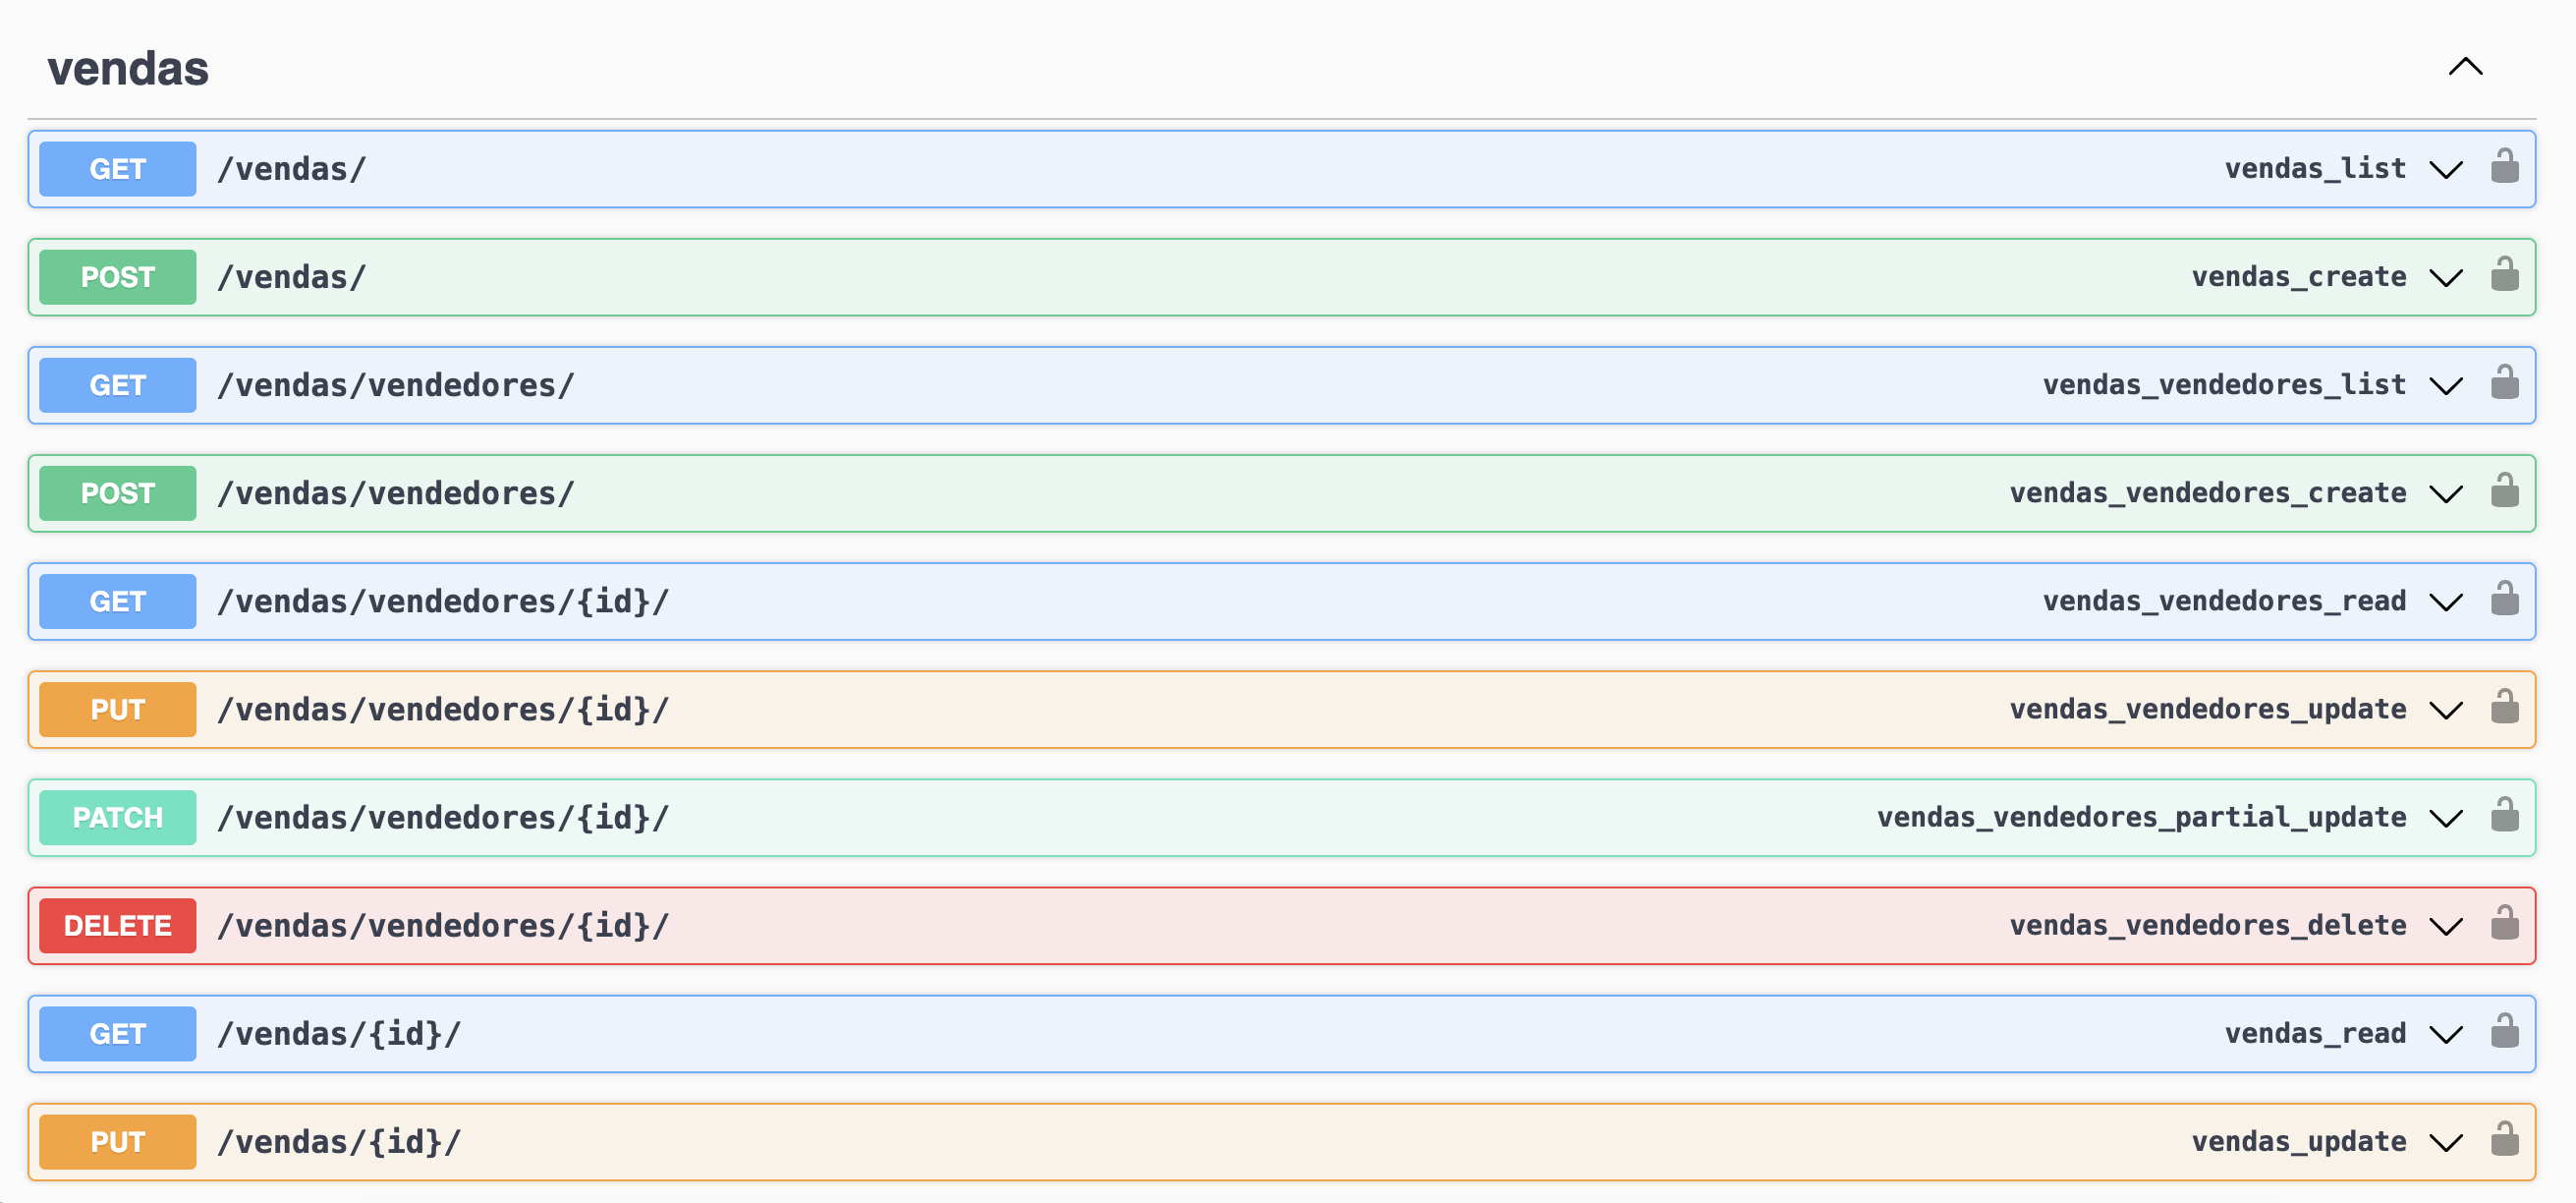 vendas
GET /vendas/ vendas_list
POST /vendas/ vendas_create
GET /vendas/vendedores/ vendas_vendedores_list
POST /vendas/vendedores/ vendas_vendedores_create
GET /vendas/vendedores/{id}/ vendas_vendedores_read
PUT /vendas/vendedores/{id}/ vendas_vendedores_update
PATCH /vendas/vendedores/{id}/ vendas_vendedores_partial_update
DELETE /vendas/vendedores/{id}/ vendas_vendedores_delete
GET /vendas/{id}/ vendas_read
PUT /vendas/{id}/ vendas_update